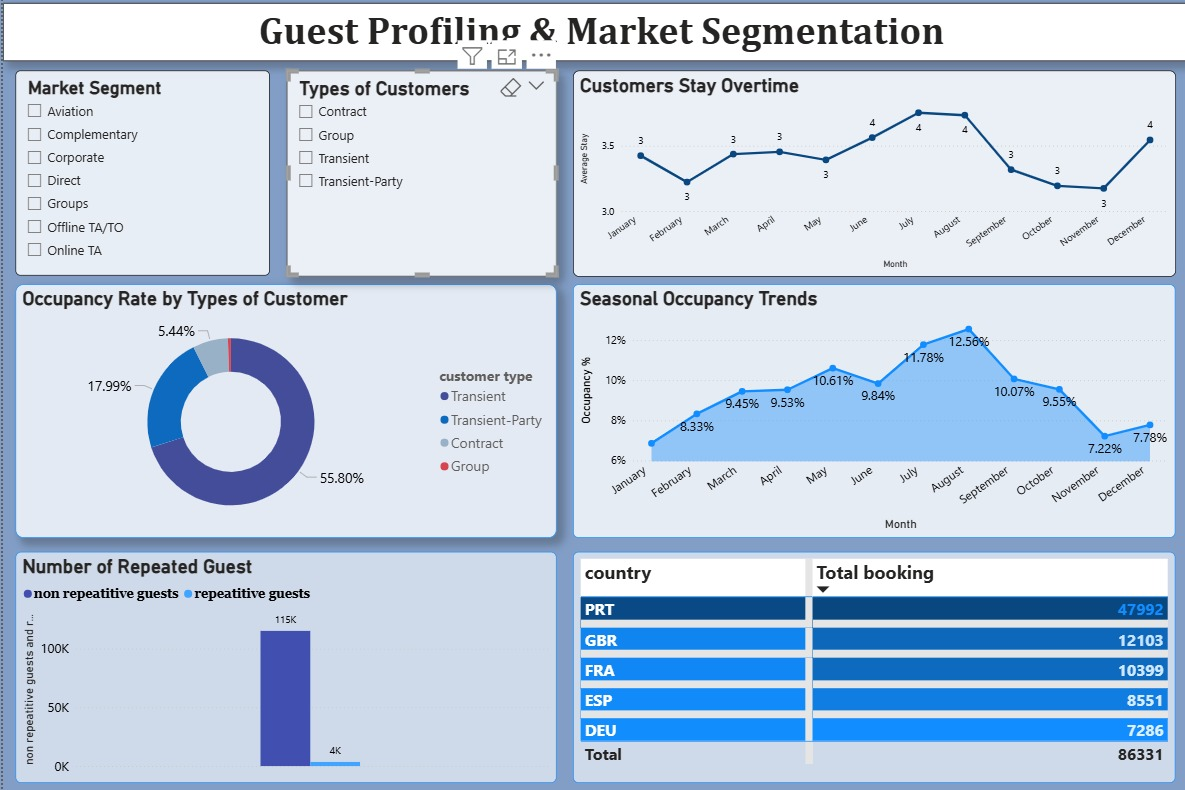 Guest Profiling & Market Segmentation
Market Segment
Aviation
Complementary
Corporate
Direct
Groups
Offline TA/TO
Online TA
Types of Customers
Contract
Group
Transient
Transient-Party
Customers Stay Overtime
Average Stay
3.5
3.0
3
3
3
3
3
4
4
4
3
3
3
4
January
February
March
April
May
June
July
August
September
October
November
December
Month
Occupancy Rate by Types of Customer
5.44%
17.99%
55.80%
customer type
Transient
Transient-Party
Contract
Group
Seasonal Occupancy Trends
Occupancy %
12%
10%
8%
6%
8.33%
9.45%
9.53%
10.61%
9.84%
11.78%
12.56%
10.07%
9.55%
7.22%
7.78%
January
February
March
April
May
June
July
August
September
October
November
December
Month
Number of Repeated Guest
non repeatitive guests repeatitive guests
non repeatitive guests and r...
100K
50K
0K
115K
4K
country Total booking
PRT 47992
GBR 12103
FRA 10399
ESP 8551
DEU 7286
Total 86331